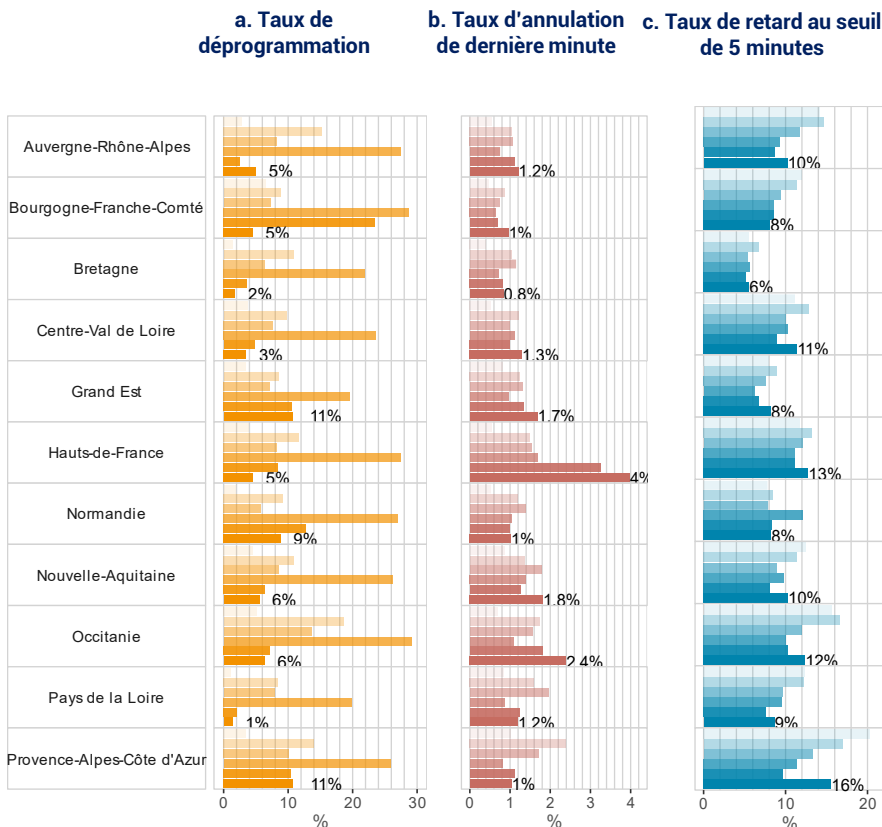 a. Taux de
déprogrammation
b. Taux d'annulation
de dernière minute
c. Taux de retard au seuil
de 5 minutes
Auvergne-Rhône-Alpes
5%
1.2%
10%
Bourgogne-Franche-Comté
5%
1%
8%
Bretagne
2%
0.8%
6%
Centre-Val de Loire
3%
1.3%
11%
Grand Est
11%
1.7%
8%
Hauts-de-France
5%
4%
13%
Normandie
9%
1%
8%
Nouvelle-Aquitaine
6%
1.8%
10%
Occitanie
6%
2.4%
12%
Pays de la Loire
1%
1.2%
9%
Provence-Alpes-Côte d'Azur
11%
1%
16%
0 10 20 30
%
0 1 2 3 4
%
0 10 20
%